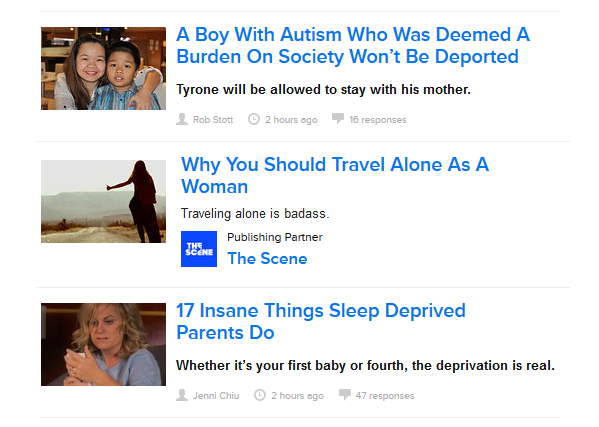 A Boy With Autism Who Was Deemed A
Burden On Society Won’t Be Deported
Tyrone will be allowed to stay with his mother.
Rob Stott 2 hours ago 16 responses
Why You Should Travel Alone As A
Woman
Traveling alone is badass.
Publishing Partner
THE
SCENE
The Scene
17 Insane Things Sleep Deprived
Parents Do
Whether it’s your first baby or fourth, the deprivation is real.
Jenni Chiu 2 hours ago 47 responses